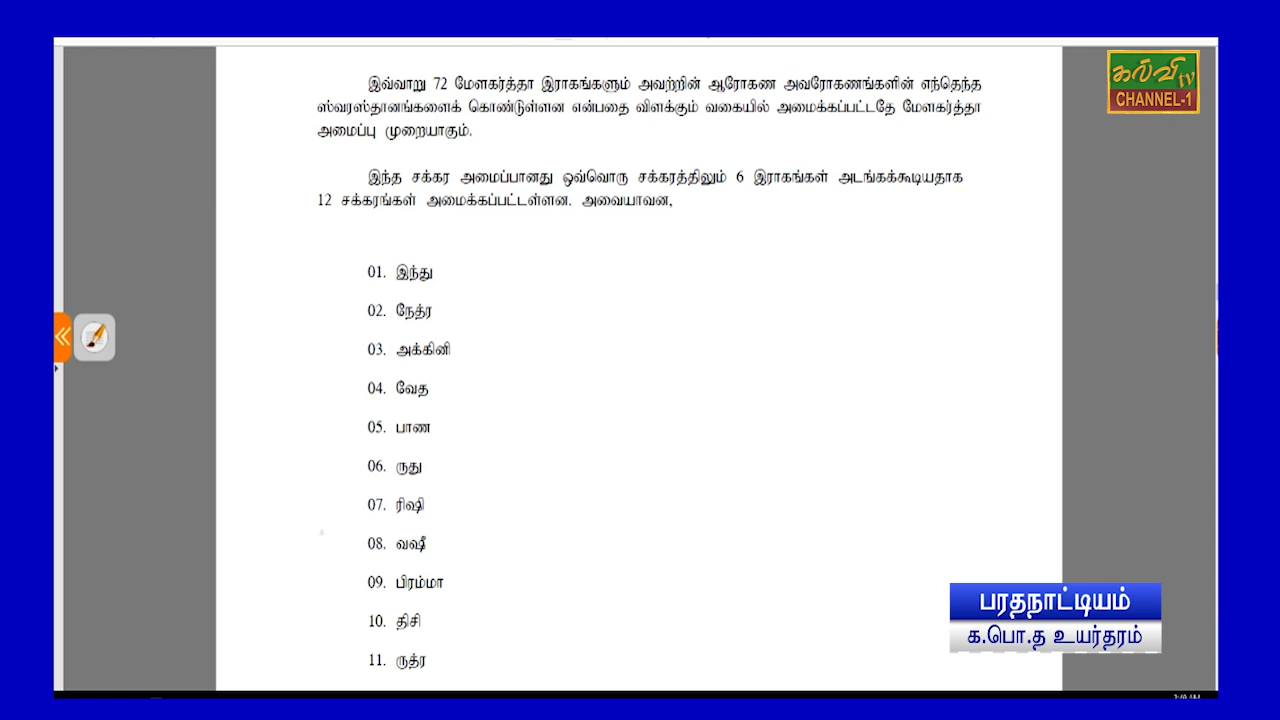 கல்வி tv
CHANNEL-1
இவ்வாறு 72 மேளகர்த்தா இராகங்களும் அவற்றின் ஆரோகண அவரோகணங்களின் எந்தெந்த
ஸ்வரஸ்தானங்களைக் கொண்டுள்ளன என்பதை விளக்கும் வகையில் அமைக்கப்பட்டதே மேளகர்த்தா
அமைப்பு முறையாகும்.
இந்த சக்கர அமைப்பானது ஒவ்வொரு சக்கரத்திலும் 6 இராகங்கள் அடங்கக்கூடியதாக
12 சக்கரங்கள் அமைக்கப்பட்டள்ளன. அவையாவன,
01. இந்து
02. நேத்ர
03. அக்கினி
04. வேத
05. பாண
06. ருது
07. ரிஷி
08. வஷீ
09. பிரம்மா
10. திசி
11. ருத்ர
பரதநாட்டியம்
க.பொ.த உயர்தரம்